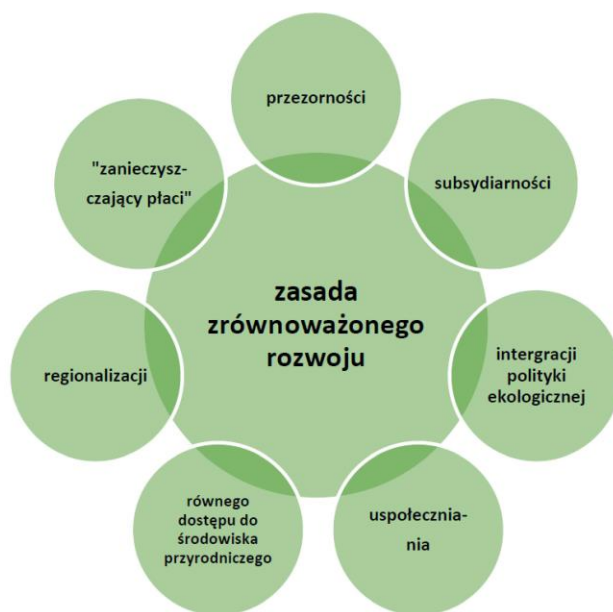 przezorności
subsydiarności
intergracji
polityki
ekologicznej
uspołecznia-
nia
równego
dostępu do
środowiska
przyrodniczego
regionalizacji
"zanieczysz-
czający płaci"
zasada
zrównoważonego
rozwoju